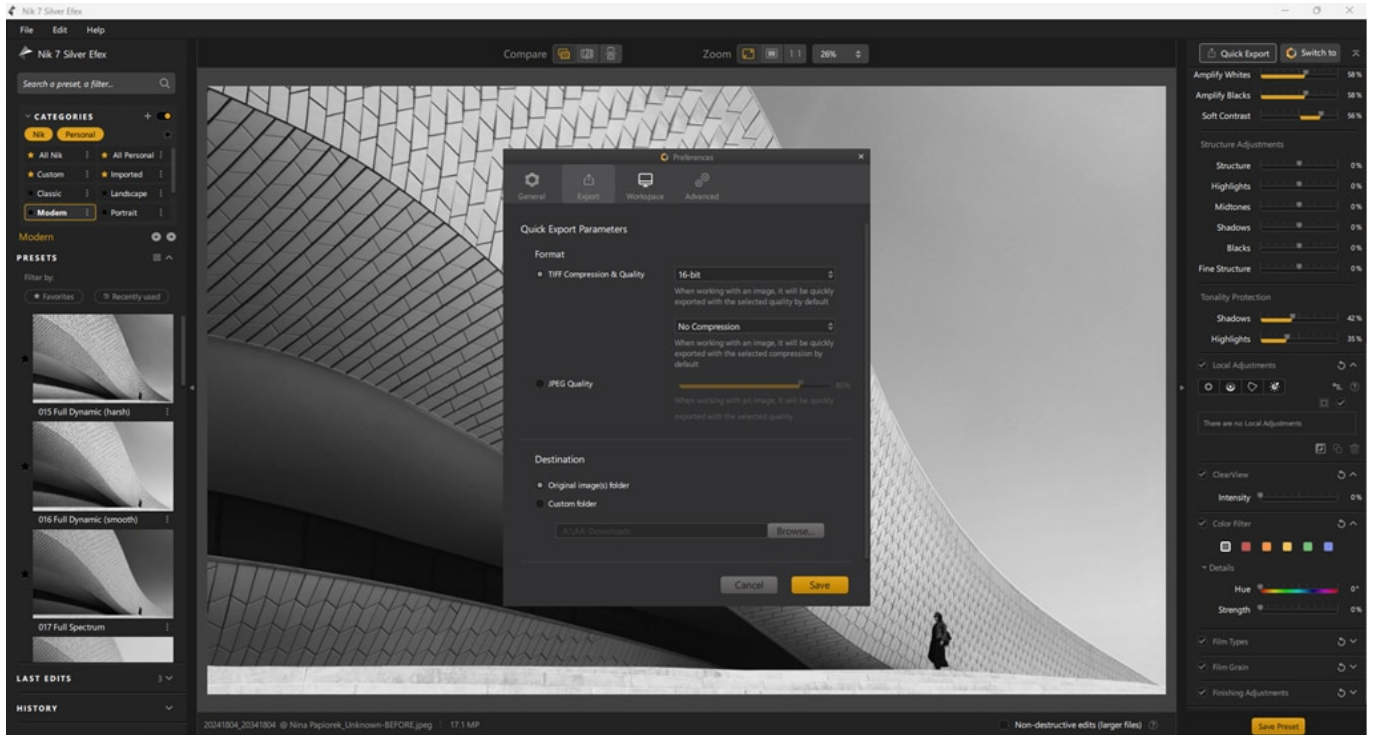 Nik 7 Silver Efex
File Edit Help
Nik 7 Silver Efex
Compare
Zoom 1:1 26%
Quick Export Switch to
Search a preset, a filter...
CATEGORIES
Nik Personal
All Nik All Personal
Custom Imported
Classic Landscape
Modern Portrait
Modern
PRESETS
Filter by:
Favorites Recently used
015 Full Dynamic (harsh)
016 Full Dynamic (smooth)
017 Full Spectrum
LAST EDITS 3
HISTORY
Preferences
General Export Workspace Advanced
Quick Export Parameters
Format
TIFF Compression & Quality 16-bit
When working with an image, it will be quickly
exported with the selected quality by default
No Compression
When working with an image, it will be quickly
exported with the selected compression by
default
JPEG Quality 80%
When working with an image, it will be quickly
exported with the selected quality
Destination
Original image(s) folder
Custom folder
A:\AA-Downloads
Browse...
Cancel Save
Amplify Whites 58%
Amplify Blacks 58%
Soft Contrast 56%
Structure Adjustments
Structure 0%
Highlights 0%
Midtones 0%
Shadows 0%
Blacks 0%
Fine Structure 0%
Tonality Protection
Shadows 42%
Highlights 35%
Local Adjustments
There are no Local Adjustments
ClearView
Intensity 0%
Color Filter
Details
Hue 0°
Strength 0%
Film Types
Film Grain
Finishing Adjustments
20241804_20341804 @ Nina Papiorek_Unknown-BEFORE.jpeg 17.1 MP
Non-destructive edits (larger files)
Save Preset